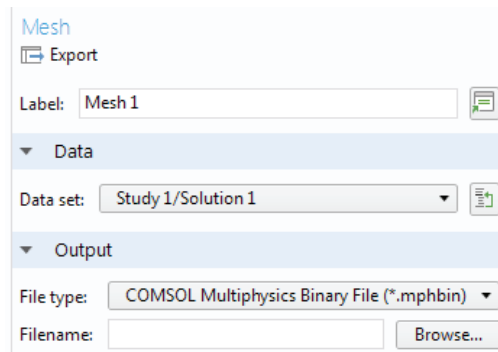 Mesh
Export
Label: Mesh 1
Data
Data set: Study 1/Solution 1
Output
File type: COMSOL Multiphysics Binary File (*.mphbin)
Filename: Browse...